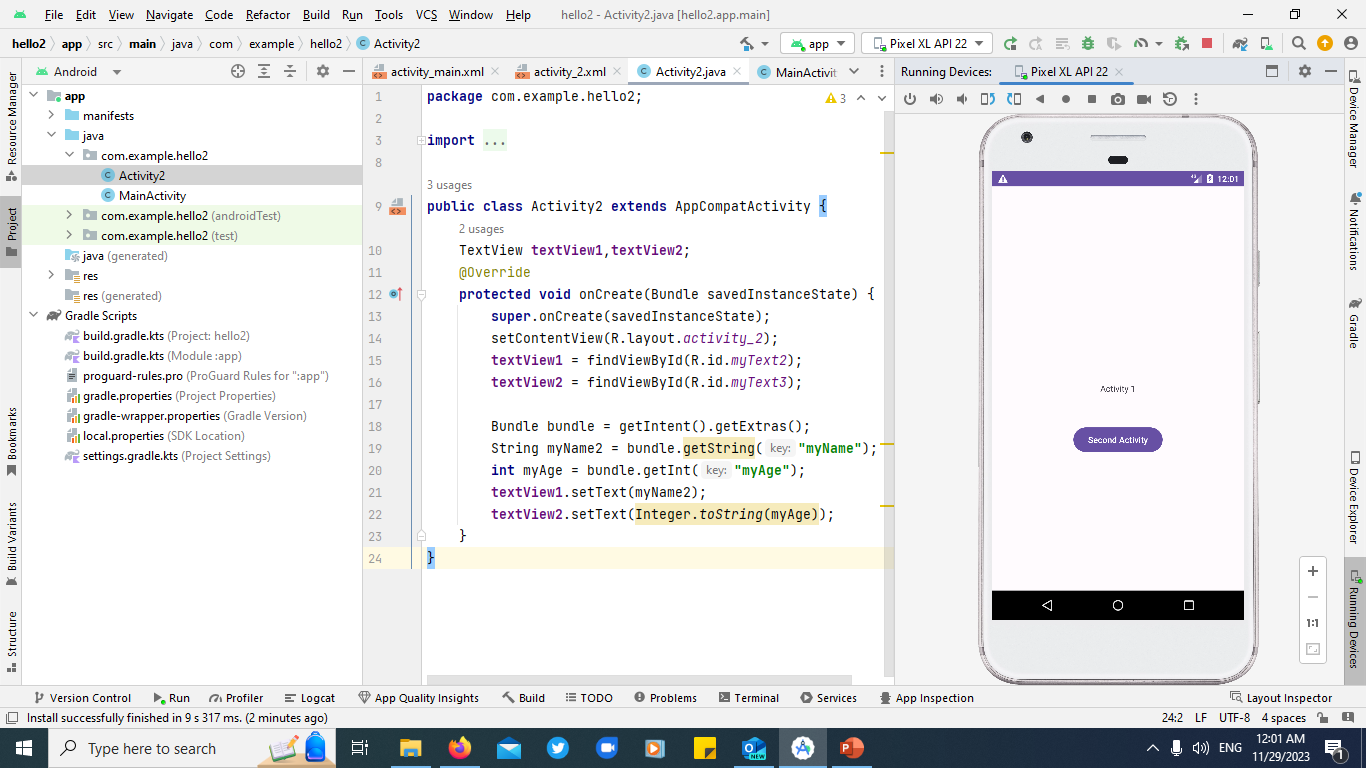 File Edit View Navigate Code Refactor Build Run Tools VCS Window Help hello2 - Activity2.java [hello2.app.main]
hello2 app src main java com example hello2 Activity2 app Pixel XL API 22
Android activity_main.xml activity_2.xml Activity2.java MainActivit Running Devices: Pixel XL API 22
Resource Manager
Project
Bookmarks
Build Variants
Structure
app
manifests
java
com.example.hello2
Activity2
MainActivity
com.example.hello2 (androidTest)
com.example.hello2 (test)
java (generated)
res
res (generated)
Gradle Scripts
build.gradle.kts (Project: hello2)
build.gradle.kts (Module :app)
proguard-rules.pro (ProGuard Rules for ":app")
gradle.properties (Project Properties)
gradle-wrapper.properties (Gradle Version)
local.properties (SDK Location)
settings.gradle.kts (Project Settings)
1 package com.example.hello2; 3
2
3 import ...
8
3 usages
9 public class Activity2 extends AppCompatActivity {
2 usages
10 TextView textView1,textView2;
11 @Override
12 protected void onCreate(Bundle savedInstanceState) {
13 super.onCreate(savedInstanceState);
14 setContentView(R.layout.activity_2);
15 textView1 = findViewById(R.id.myText2);
16 textView2 = findViewById(R.id.myText3);
17
18 Bundle bundle = getIntent().getExtras();
19 String myName2 = bundle.getString( key: "myName");
20 int myAge = bundle.getInt( key: "myAge");
21 textView1.setText(myName2);
22 textView2.setText(Integer.toString(myAge));
23 }
24 }
12:01
Activity 1
Second Activity
1:1
Device Manager
Notifications
Gradle
Device Explorer
Running Devices
Version Control Run Profiler Logcat App Quality Insights Build TODO Problems Terminal Services App Inspection Layout Inspector
Install successfully finished in 9 s 317 ms. (2 minutes ago) 24:2 LF UTF-8 4 spaces
Type here to search NEW ENG 12:01 AM
11/29/2023 1